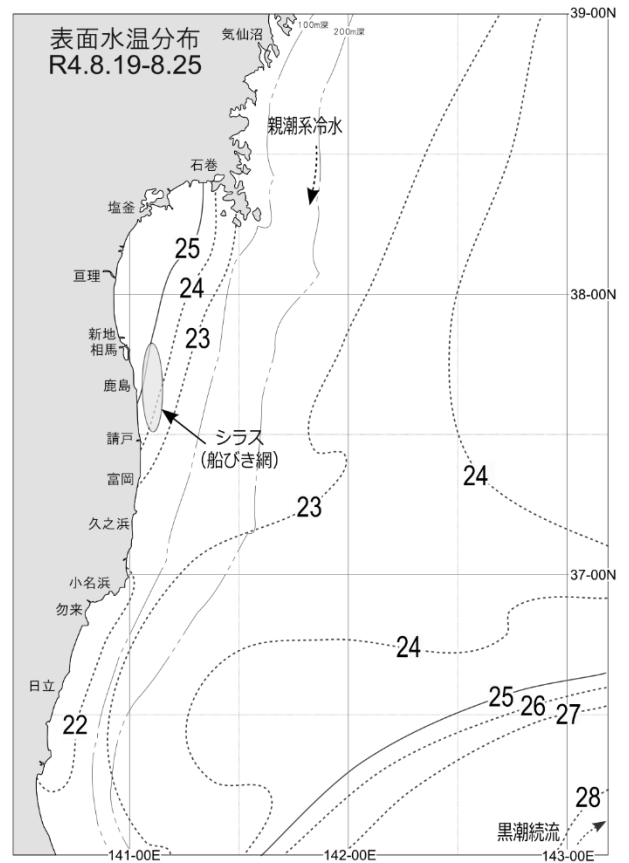 表面水温分布
R4.8.19-8.25
気仙沼
100m深
200m深
39-00N
親潮系冷水
石巻
塩釜
25
亘理
24
38-00N
新地
23
相馬
鹿島
請戸
シラス
(船びき網)
富岡
24
23
久之浜
37-00N
小名浜
勿来
24
日立
25
26
27
22
28
黒潮続流
141-00E
142-00E
143-00E